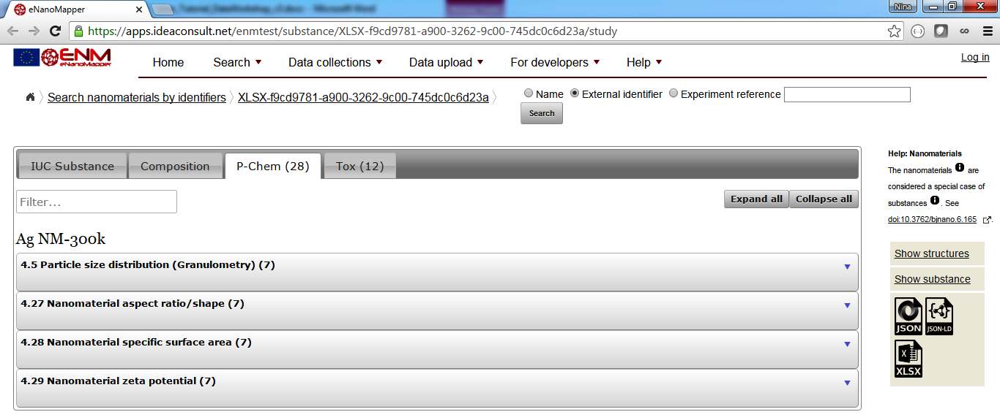 eNanoMapper
Nina
https://apps.ideaconsult.net/enmtest/substance/XLSX-f9cd9781-a900-3262-9c00-745dc0c6d23a/study
ENM
eNanoMapper
Home Search Data collections Data upload For developers Help
Log in
Search nanomaterials by identifiers XLSX-f9cd9781-a900-3262-9c00-745dc0c6d23a
Name External identifier Experiment reference
Search
IUC Substance Composition P-Chem (28) Tox (12)
Filter...
Expand all Collapse all
Ag NM-300k
4.5 Particle size distribution (Granulometry) (7)
4.27 Nanomaterial aspect ratio/shape (7)
4.28 Nanomaterial specific surface area (7)
4.29 Nanomaterial zeta potential (7)
Help: Nanomaterials
The nanomaterials are
considered a special case of
substances . See
doi:10.3762/bjnano.6.165 .
Show structures
Show substance
JSON JSON-LD
XLSX